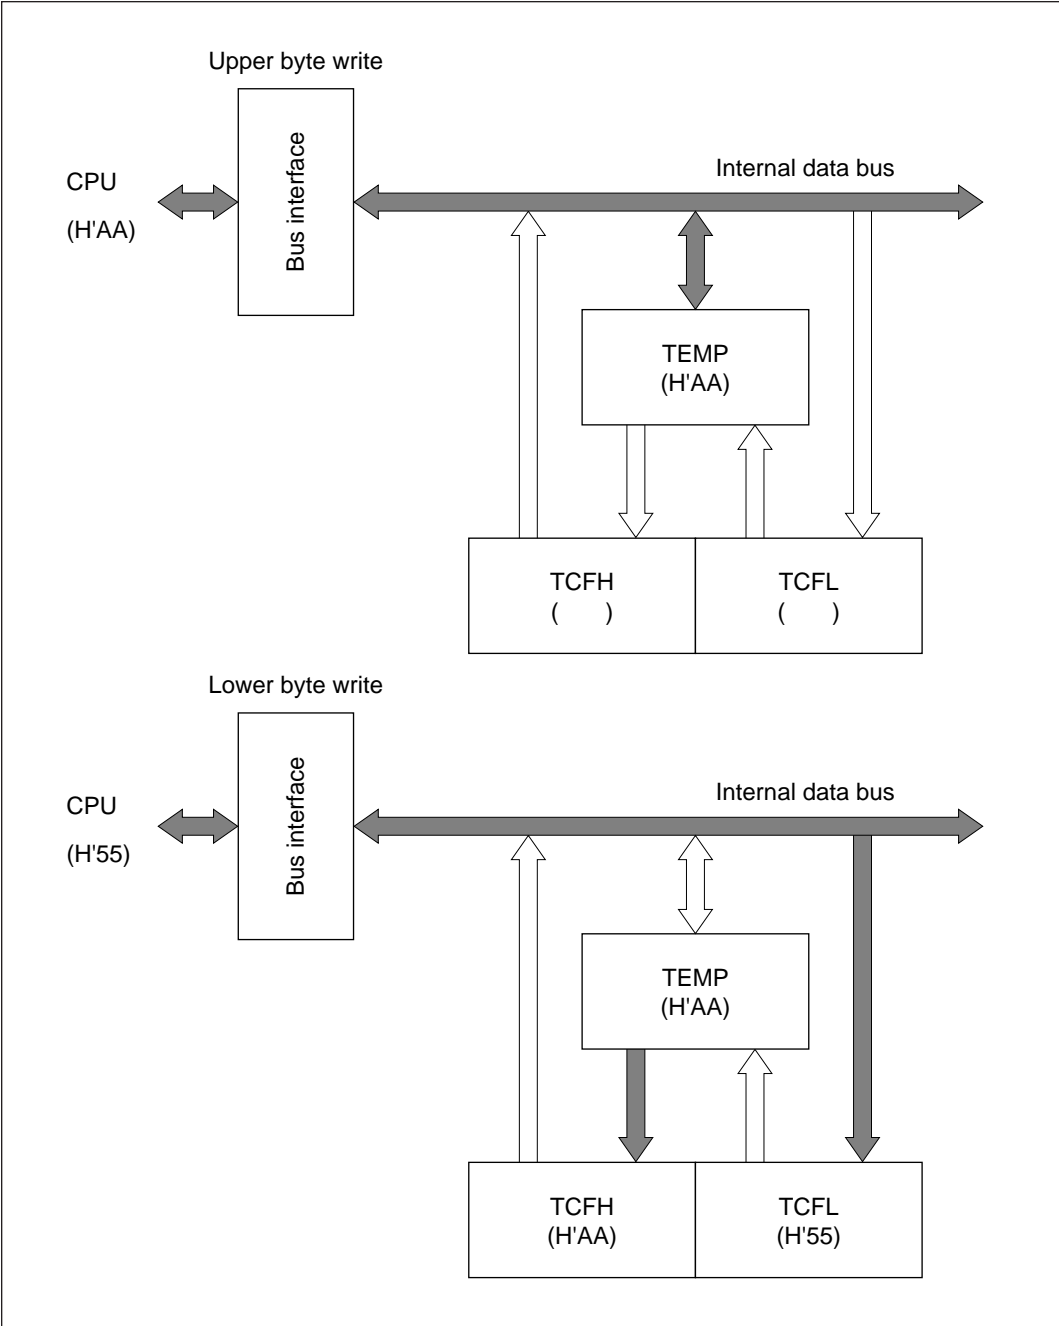 Upper byte write
CPU
(H'AA)
Bus interface
Internal data bus
TEMP
(H'AA)
TCFH
(    )
TCFL
(    )
Lower byte write
CPU
(H'55)
Bus interface
Internal data bus
TEMP
(H'AA)
TCFH
(H'AA)
TCFL
(H'55)